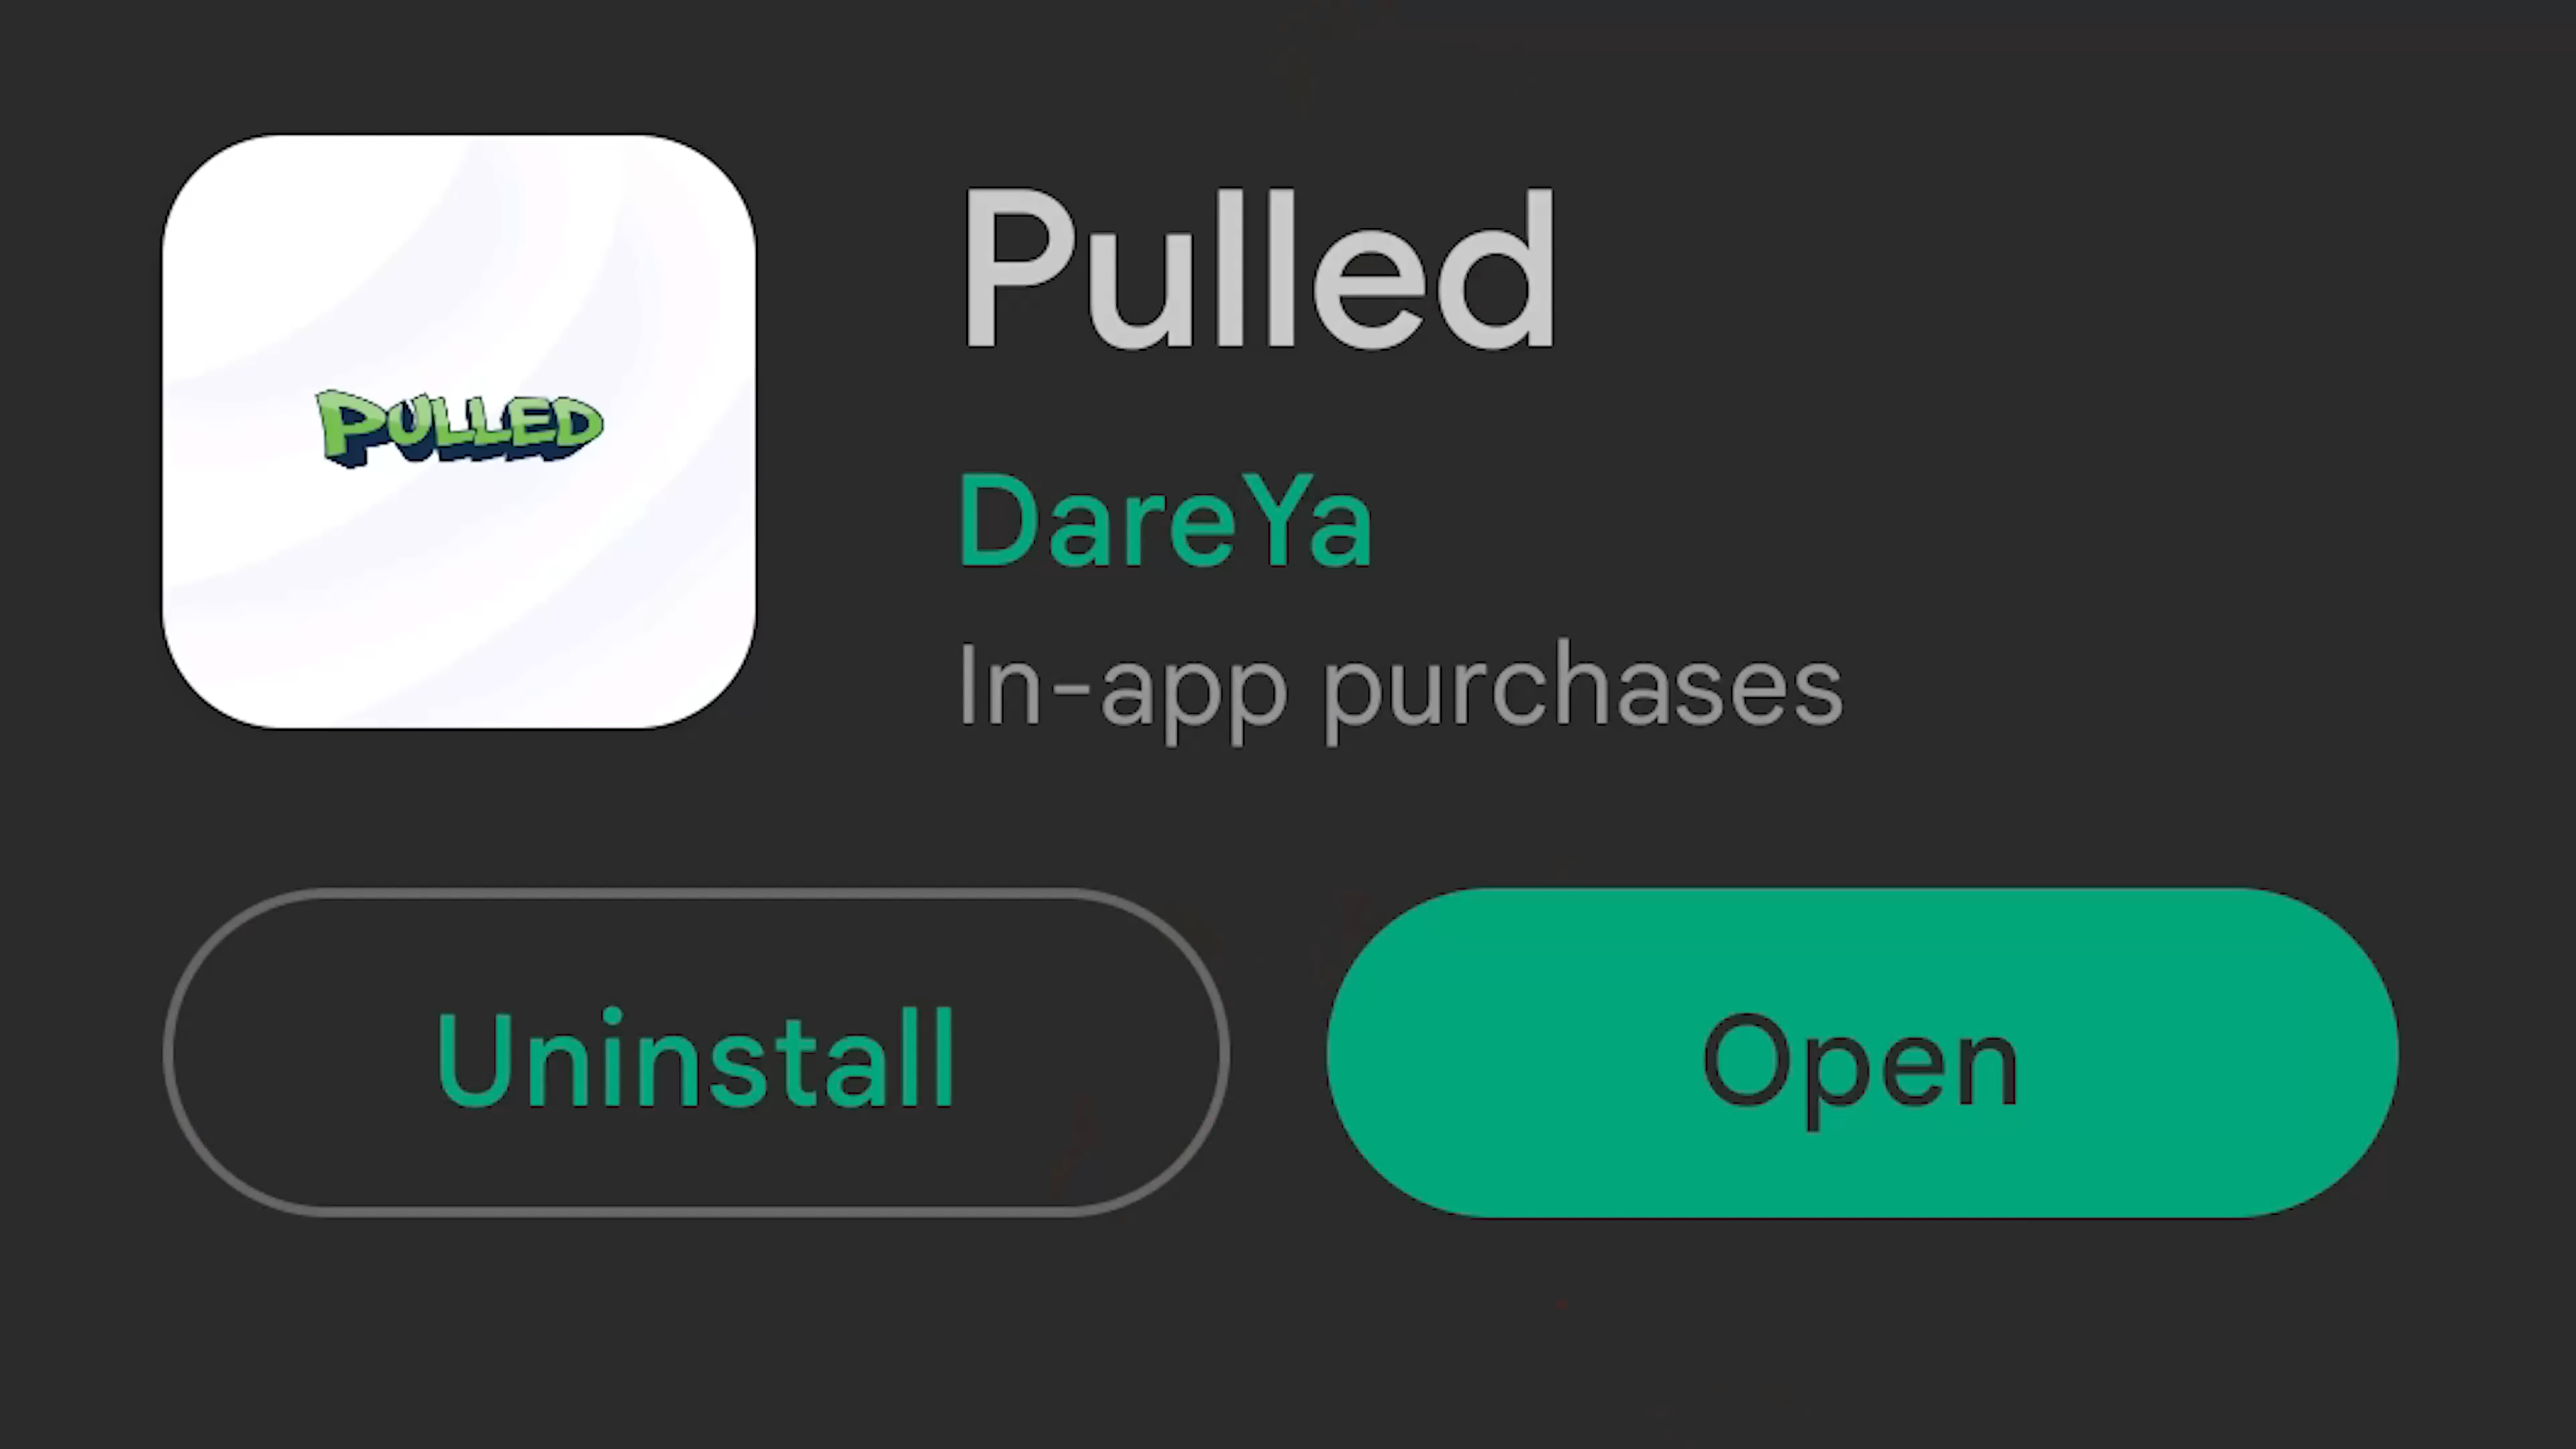 PULLED
Pulled
DareYa
In-app purchases
Uninstall
Open